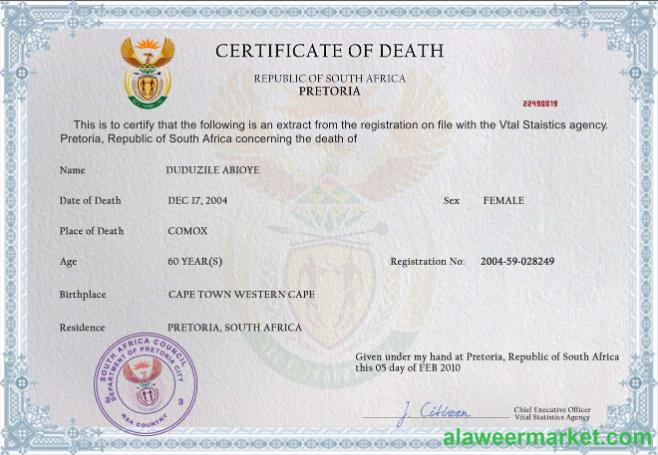 CERTIFICATE OF DEATH
REPUBLIC OF SOUTH AFRICA
PRETORIA
22490019
This is to certify that the following is an extract from the registration on file with the Vtal Staistics agency.
Pretoria, Republic of South Africa concerning the death of
Name DUDUZILE ABIOYE
Date of Death DEC 17, 2004 Sex FEMALE
Place of Death COMOX
Age 60 YEAR(S) Registration No: 2004-59-028249
Birthplace CAPE TOWN WESTERN CAPE
Residence PRETORIA, SOUTH AFRICA
SOUTH AFRICA COUNCIL
DEPARTMENT OF PRETORIA CITY
RSA COUNTRY
Given under my hand at Pretoria, Republic of South Africa
this 05 day of FEB 2010
J. Citizen
Chief Executive Officer
Vital Statistics Agency
alaweermarket.com